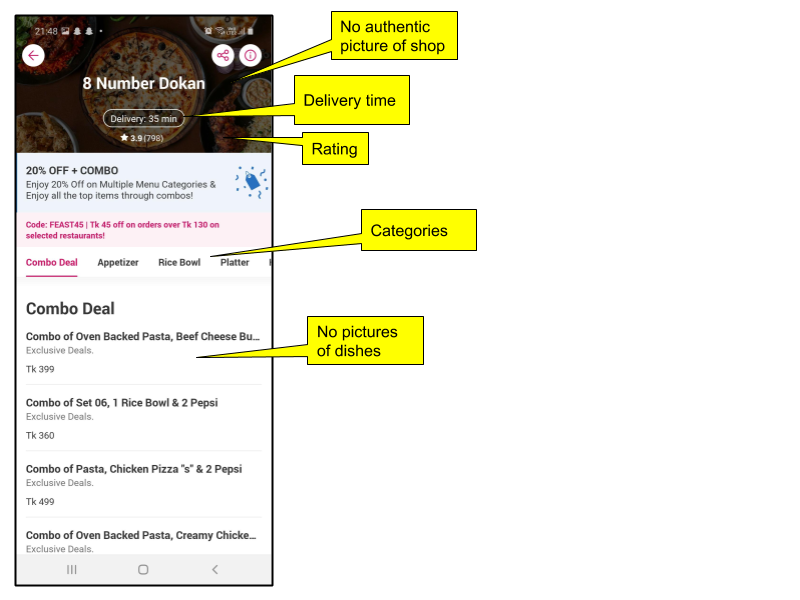 21:48
No authentic
picture of shop
8 Number Dokan
Delivery time
Delivery: 35 min
3.9(798)
Rating
20% OFF + COMBO
Enjoy 20% Off on Multiple Menu Categories &
Enjoy all the top items through combos!
Code: FEAST45 | Tk 45 off on orders over Tk 130 on
selected restaurants!
Categories
Combo Deal Appetizer Rice Bowl Platter
Combo Deal
No pictures
of dishes
Combo of Oven Backed Pasta, Beef Cheese Bu...
Exclusive Deals.
Tk 399
Combo of Set 06, 1 Rice Bowl & 2 Pepsi
Exclusive Deals.
Tk 360
Combo of Pasta, Chicken Pizza "s" & 2 Pepsi
Exclusive Deals.
Tk 499
Combo of Oven Backed Pasta, Creamy Chicke...
Exclusive Deals.